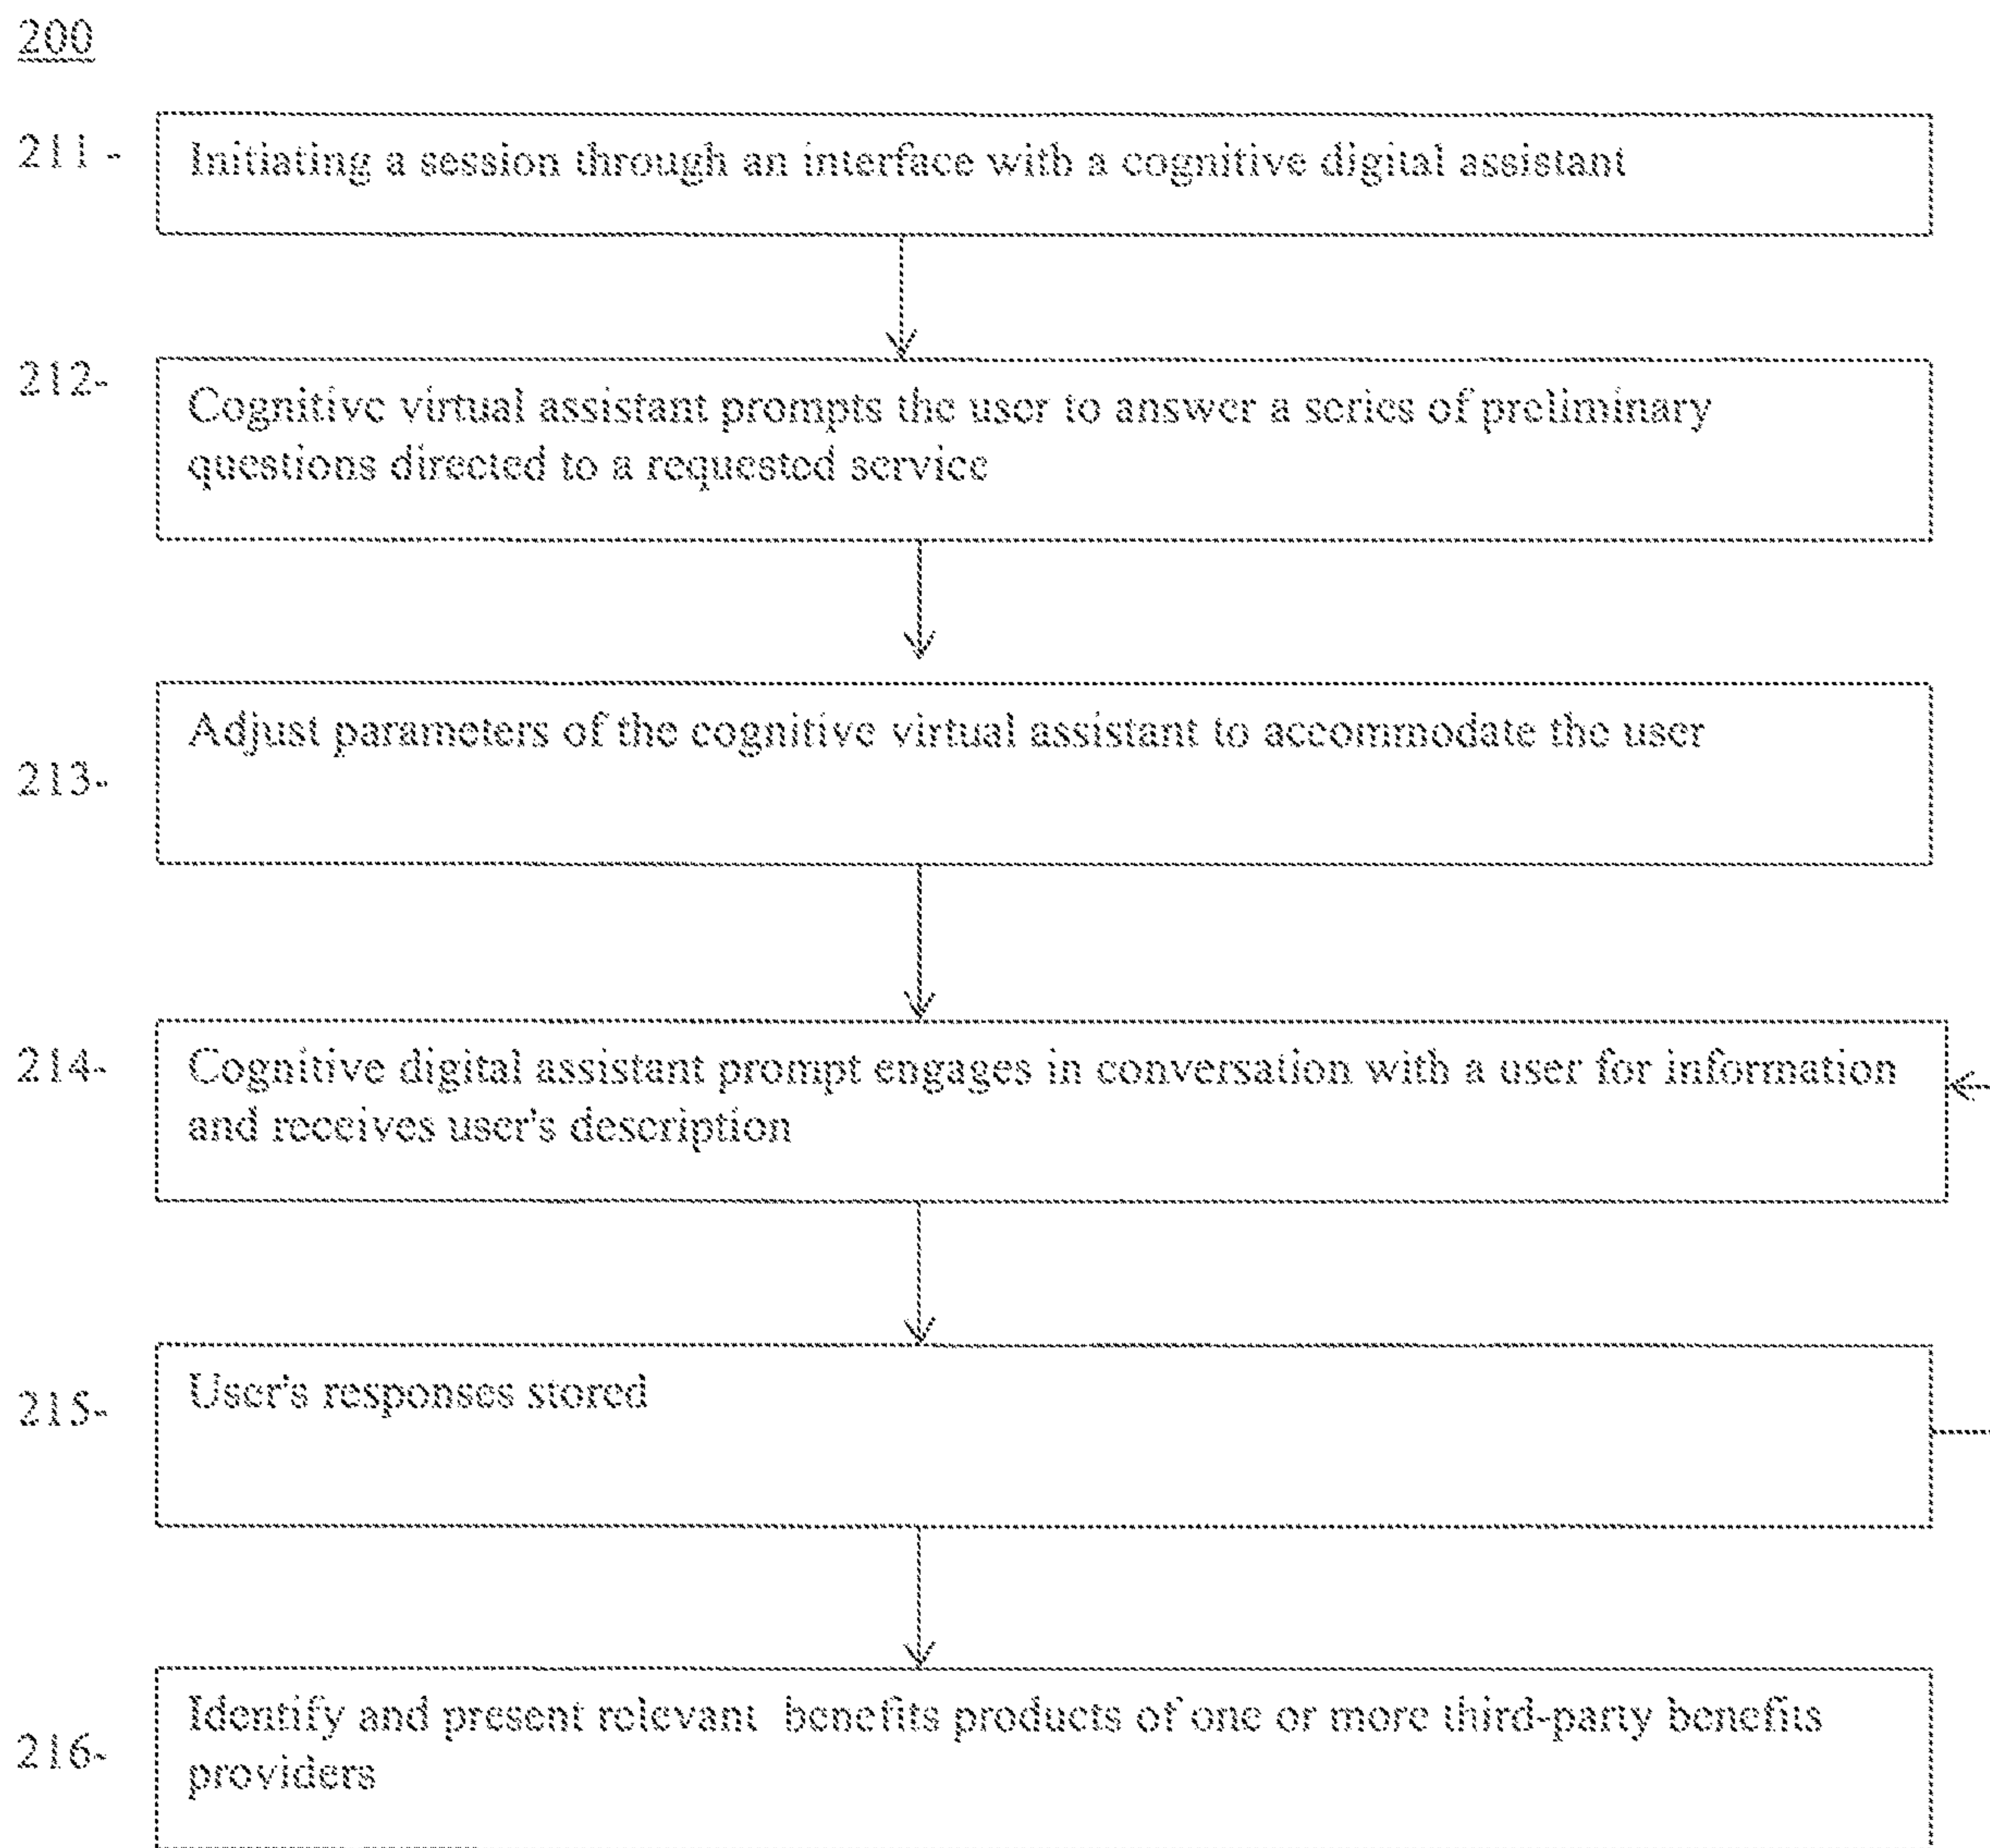 200
211 -
Initiating a session through an interface with a cognitive digital assistant
212-
Cognitive virtual assistant prompts the user to answer a series of preliminary
questions directed to a requested service
Adjust parameters of the cognitive virtual assistant to accommodate the user
213-
214-
Cognitive digital assistant prompt engages in conversation with a user for information
and receives user's description
User's responses stored
215-
Identify and present relevant benefits products of one or more third-party benefits
216-
providers